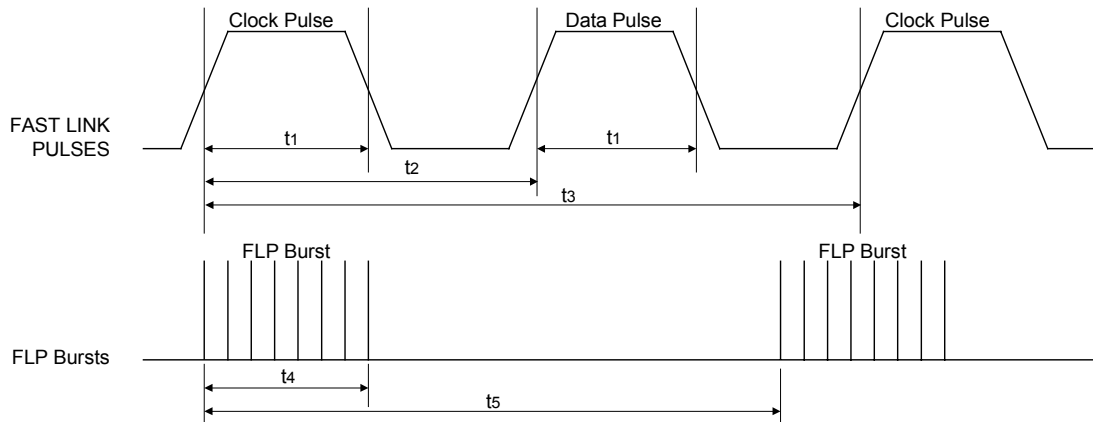 Clock Pulse
Data Pulse
Clock Pulse
FAST LINK
PULSES
t1
t1
t2
t3
FLP Burst
FLP Burst
FLP Bursts
t4
t5